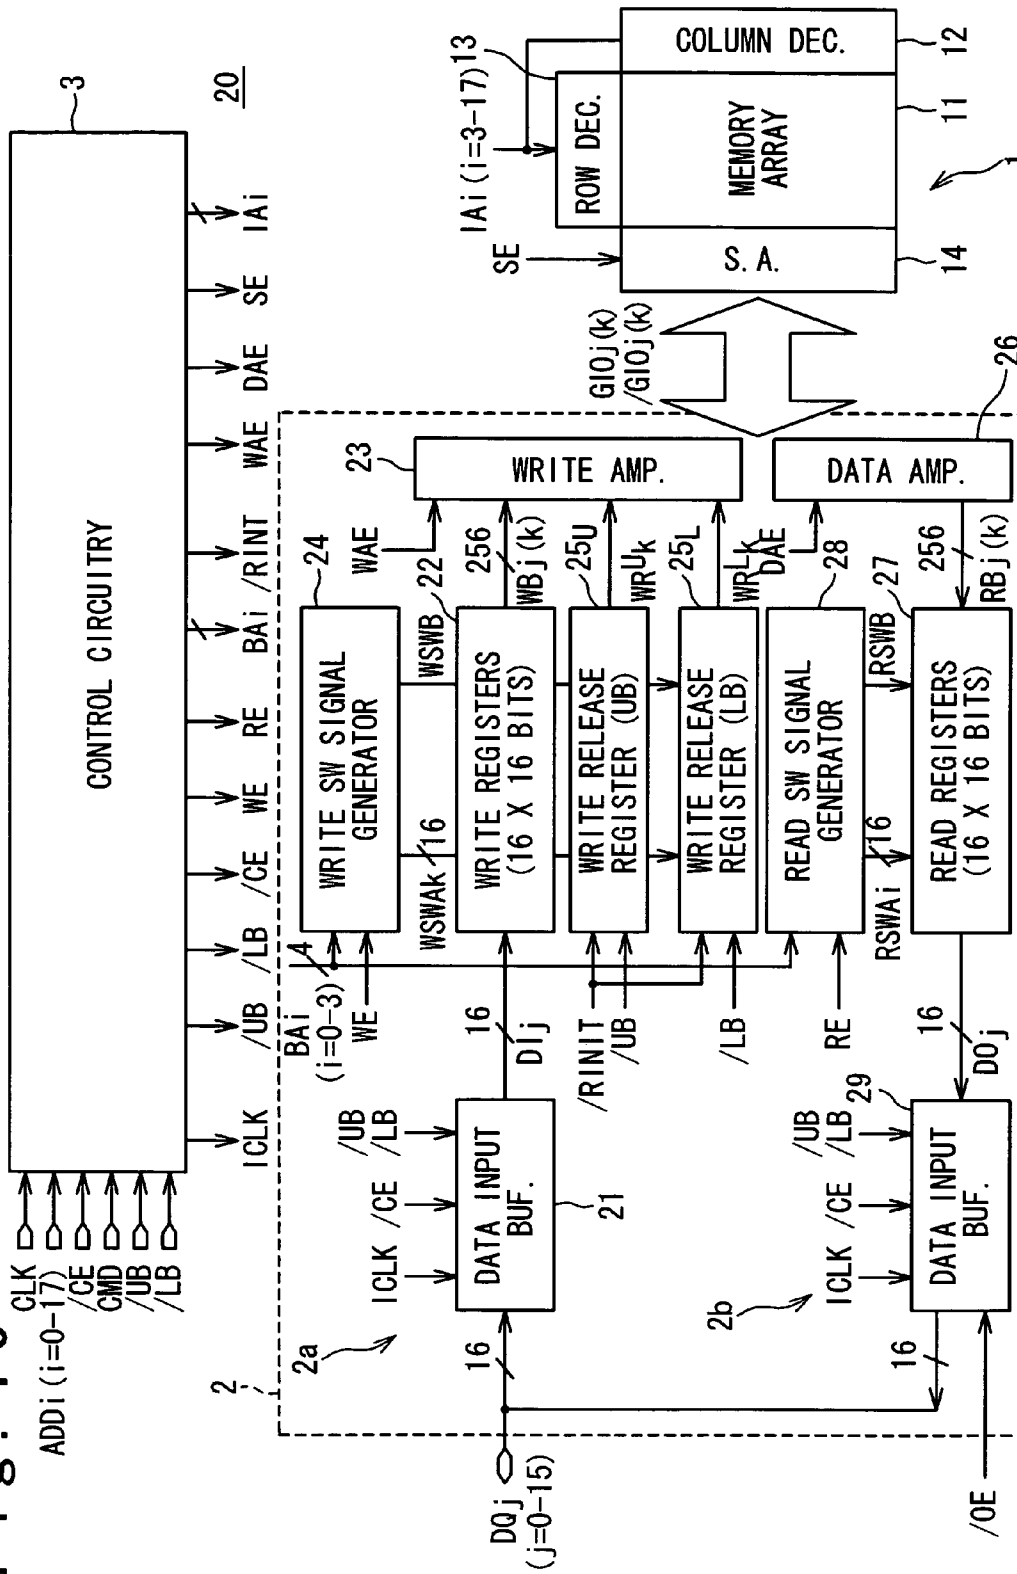 CLK
ADDi(i=0-17)
/CE
CMD
/UB
/LB
CONTROL CIRCUITRY
3
20
ICLK
/UB
/LB
/CE
WE
RE
BAi
/RINT
WAE
DAE
SE
IAi
2
BAi
(i=0-3)
4
WE
WRITE SW SIGNAL
GENERATOR
24
WAE
23
WRITE AMP.
WSWAk
16
WSWB
22
WRITE REGISTERS
(16 X 16 BITS)
256
WBj(k)
2a
ICLK
/CE
/UB
/LB
DATA INPUT
BUF.
21
16
DIj
16
DQj
(j=0-15)
/RINIT
/UB
WRITE RELEASE
REGISTER(UB)
25U
WRUk
/LB
WRITE RELEASE
REGISTER(LB)
25L
WRLk
DAE
DATA AMP.
26
RE
READ SW SIGNAL
GENERATOR
28
RSWAi
16
RSWB
27
READ REGISTERS
(16 X 16 BITS)
256
RBj(k)
2b
ICLK
/CE
/UB
/LB
29
DATA INPUT
BUF.
16
DOj
16
/OE
GIOj(k)
/GIOj(k)
SE
IAi(i=3-17)
13
ROW DEC.
COLUMN DEC.
12
MEMORY
ARRAY
11
S.A.
14
1